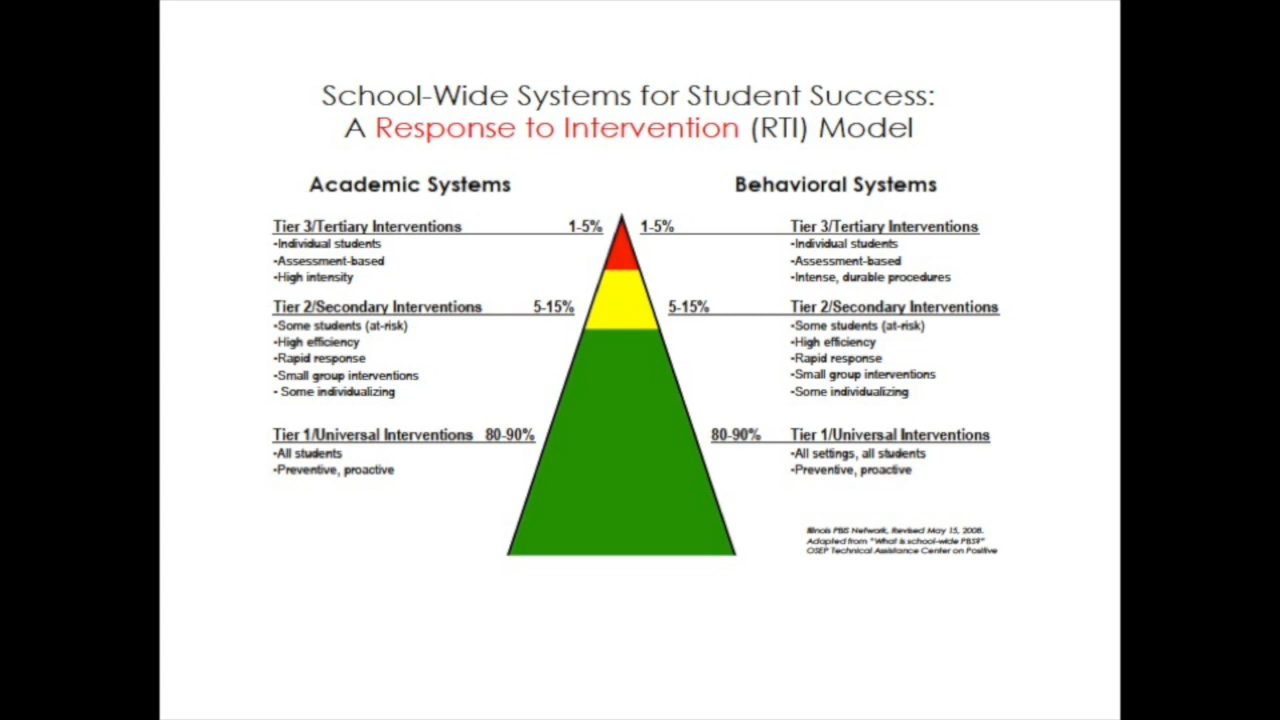 School-Wide Systems for Student Success:
A Response to Intervention (RTI) Model
Academic Systems
Tier 3/Tertiary Interventions 1-5%
•Individual students
•Assessment-based
•High intensity
Tier 2/Secondary Interventions 5-15%
•Some students (at-risk)
•High efficiency
•Rapid response
•Small group interventions
• Some individualizing
Tier 1/Universal Interventions 80-90%
•All students
•Preventive, proactive
Behavioral Systems
1-5% Tier 3/Tertiary Interventions
•Individual students
•Assessment-based
•Intense, durable procedures
5-15% Tier 2/Secondary Interventions
•Some students (at-risk)
•High efficiency
•Rapid response
•Small group interventions
•Some individualizing
80-90% Tier 1/Universal Interventions
•All settings, all students
•Preventive, proactive
Illinois PBIS Network, Revised May 15, 2008.
Adapted from "What is school-wide PBS?"
OSEP Technical Assistance Center on Positive